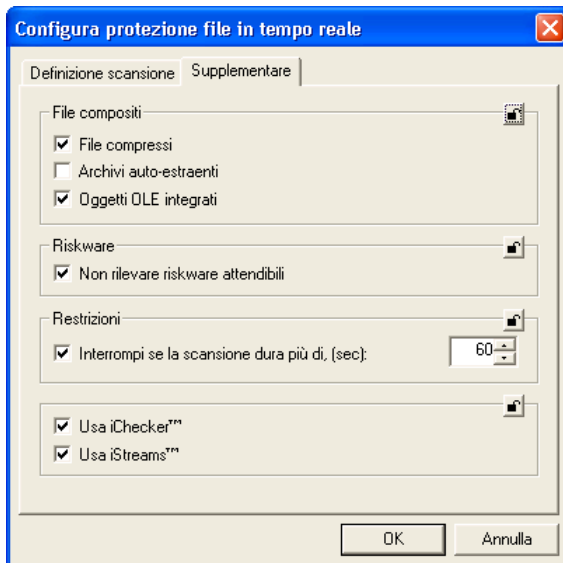 Configura protezione file in tempo reale
Definizione scansione Supplementare
File compositi
File compressi
Archivi auto-estraenti
Oggetti OLE integrati
Riskware
Non rilevare riskware attendibili
Restrizioni
Interrompi se la scansione dura più di, (sec): 60
Usa iChecker™
Usa iStreams™
OK Annulla